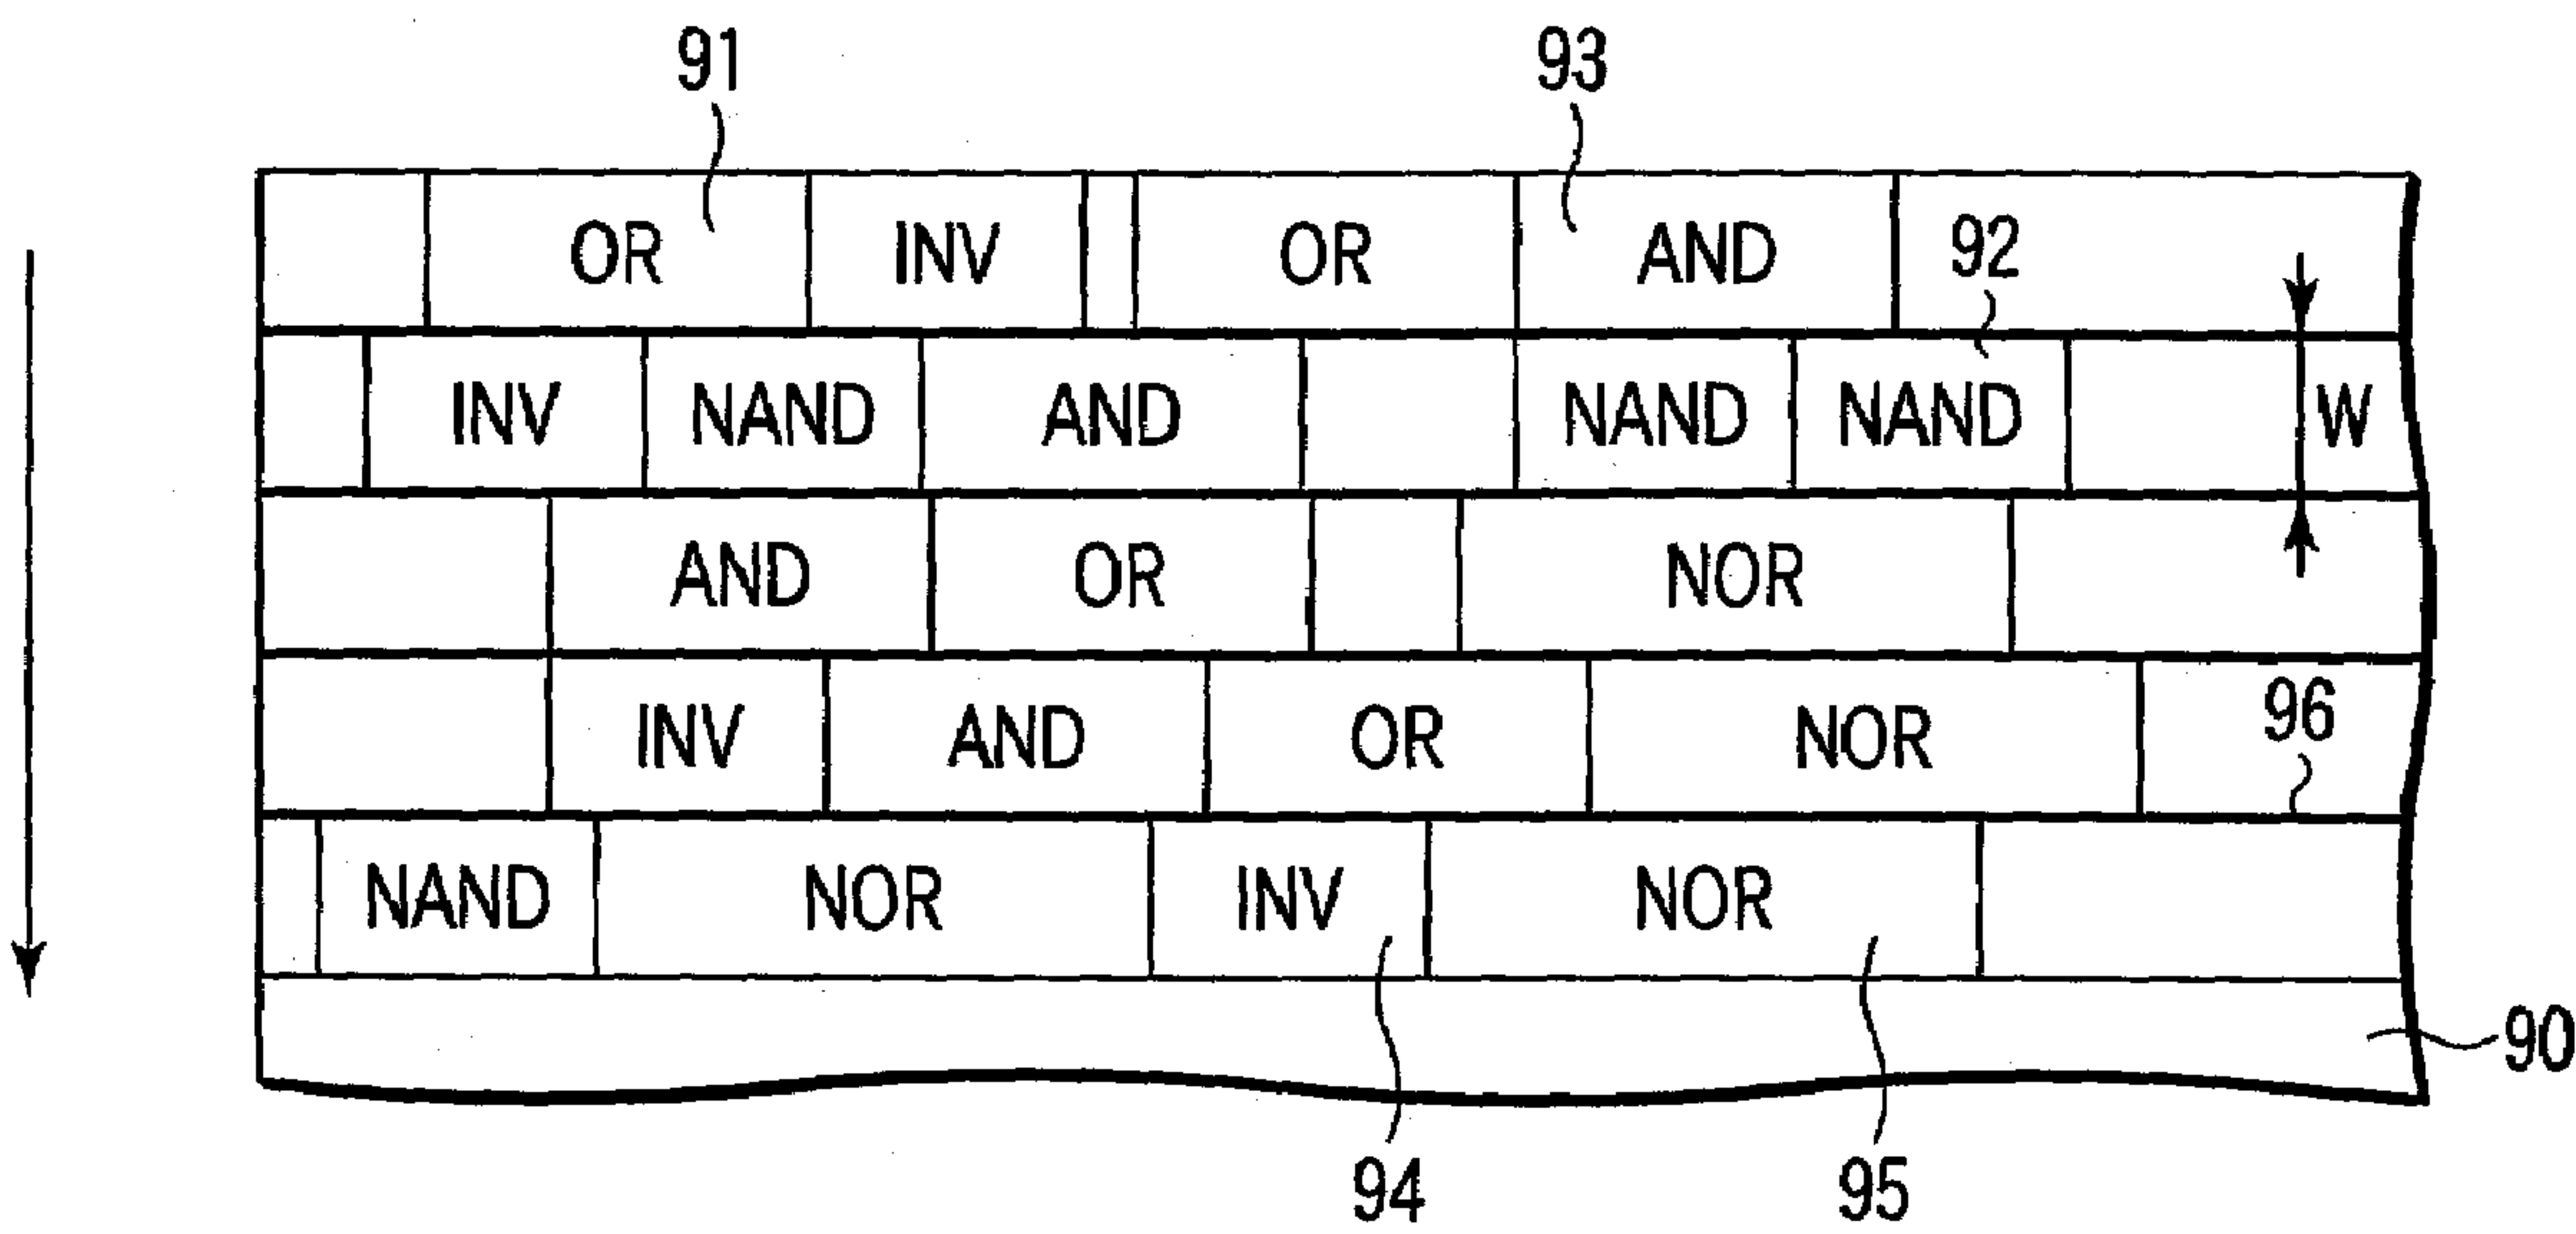 91 93
OR INV OR AND 92
INV NAND AND NAND NAND W
AND OR NOR
INV AND OR NOR 96
NAND NOR INV NOR
90
94 95